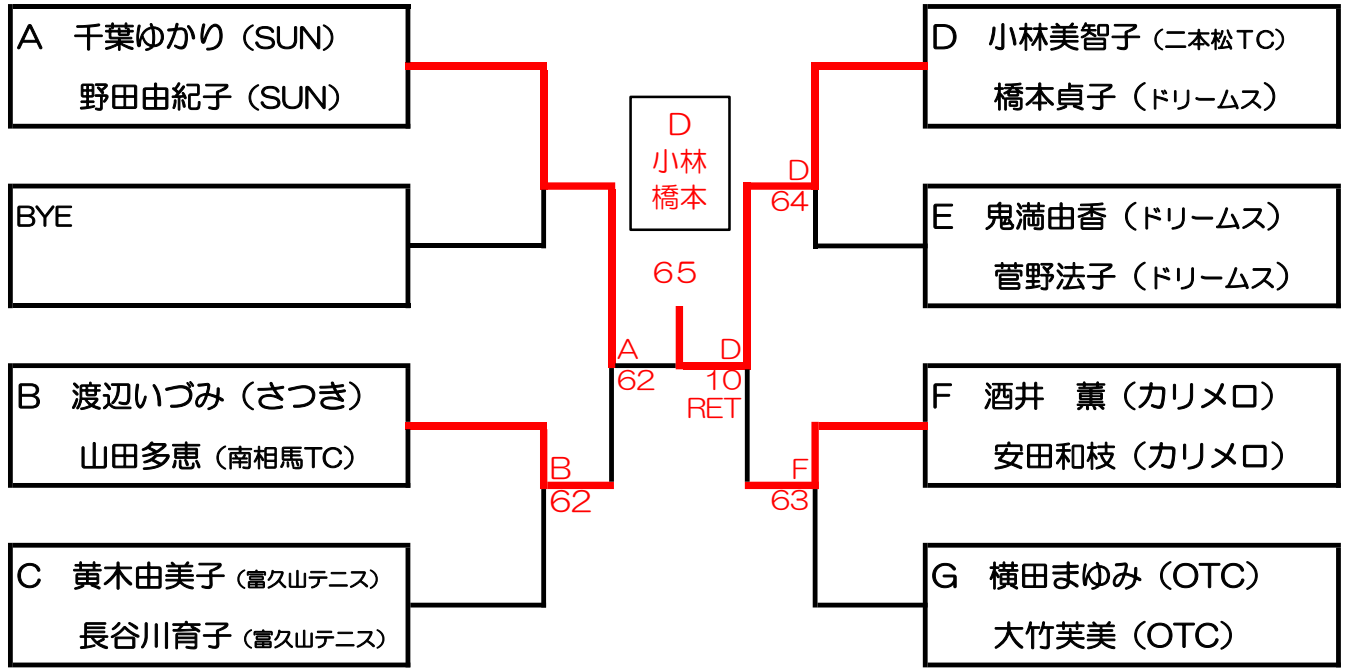 A　千葉ゆかり（SUN）
野田由紀子（SUN）
BYE
B　渡辺いづみ（さつき）
山田多恵（南相馬TC）
C　黄木由美子（富久山テニス）
長谷川育子（富久山テニス）
B
62
A
62
D
小林
橋本
65
D
10
RET
D
64
F
63
D　小林美智子（二本松TC）
橋本貞子（ドリームス）
E　鬼満由香（ドリームス）
菅野法子（ドリームス）
F　酒井　薫（カリメロ）
安田和枝（カリメロ）
G　横田まゆみ（OTC）
大竹芙美（OTC）